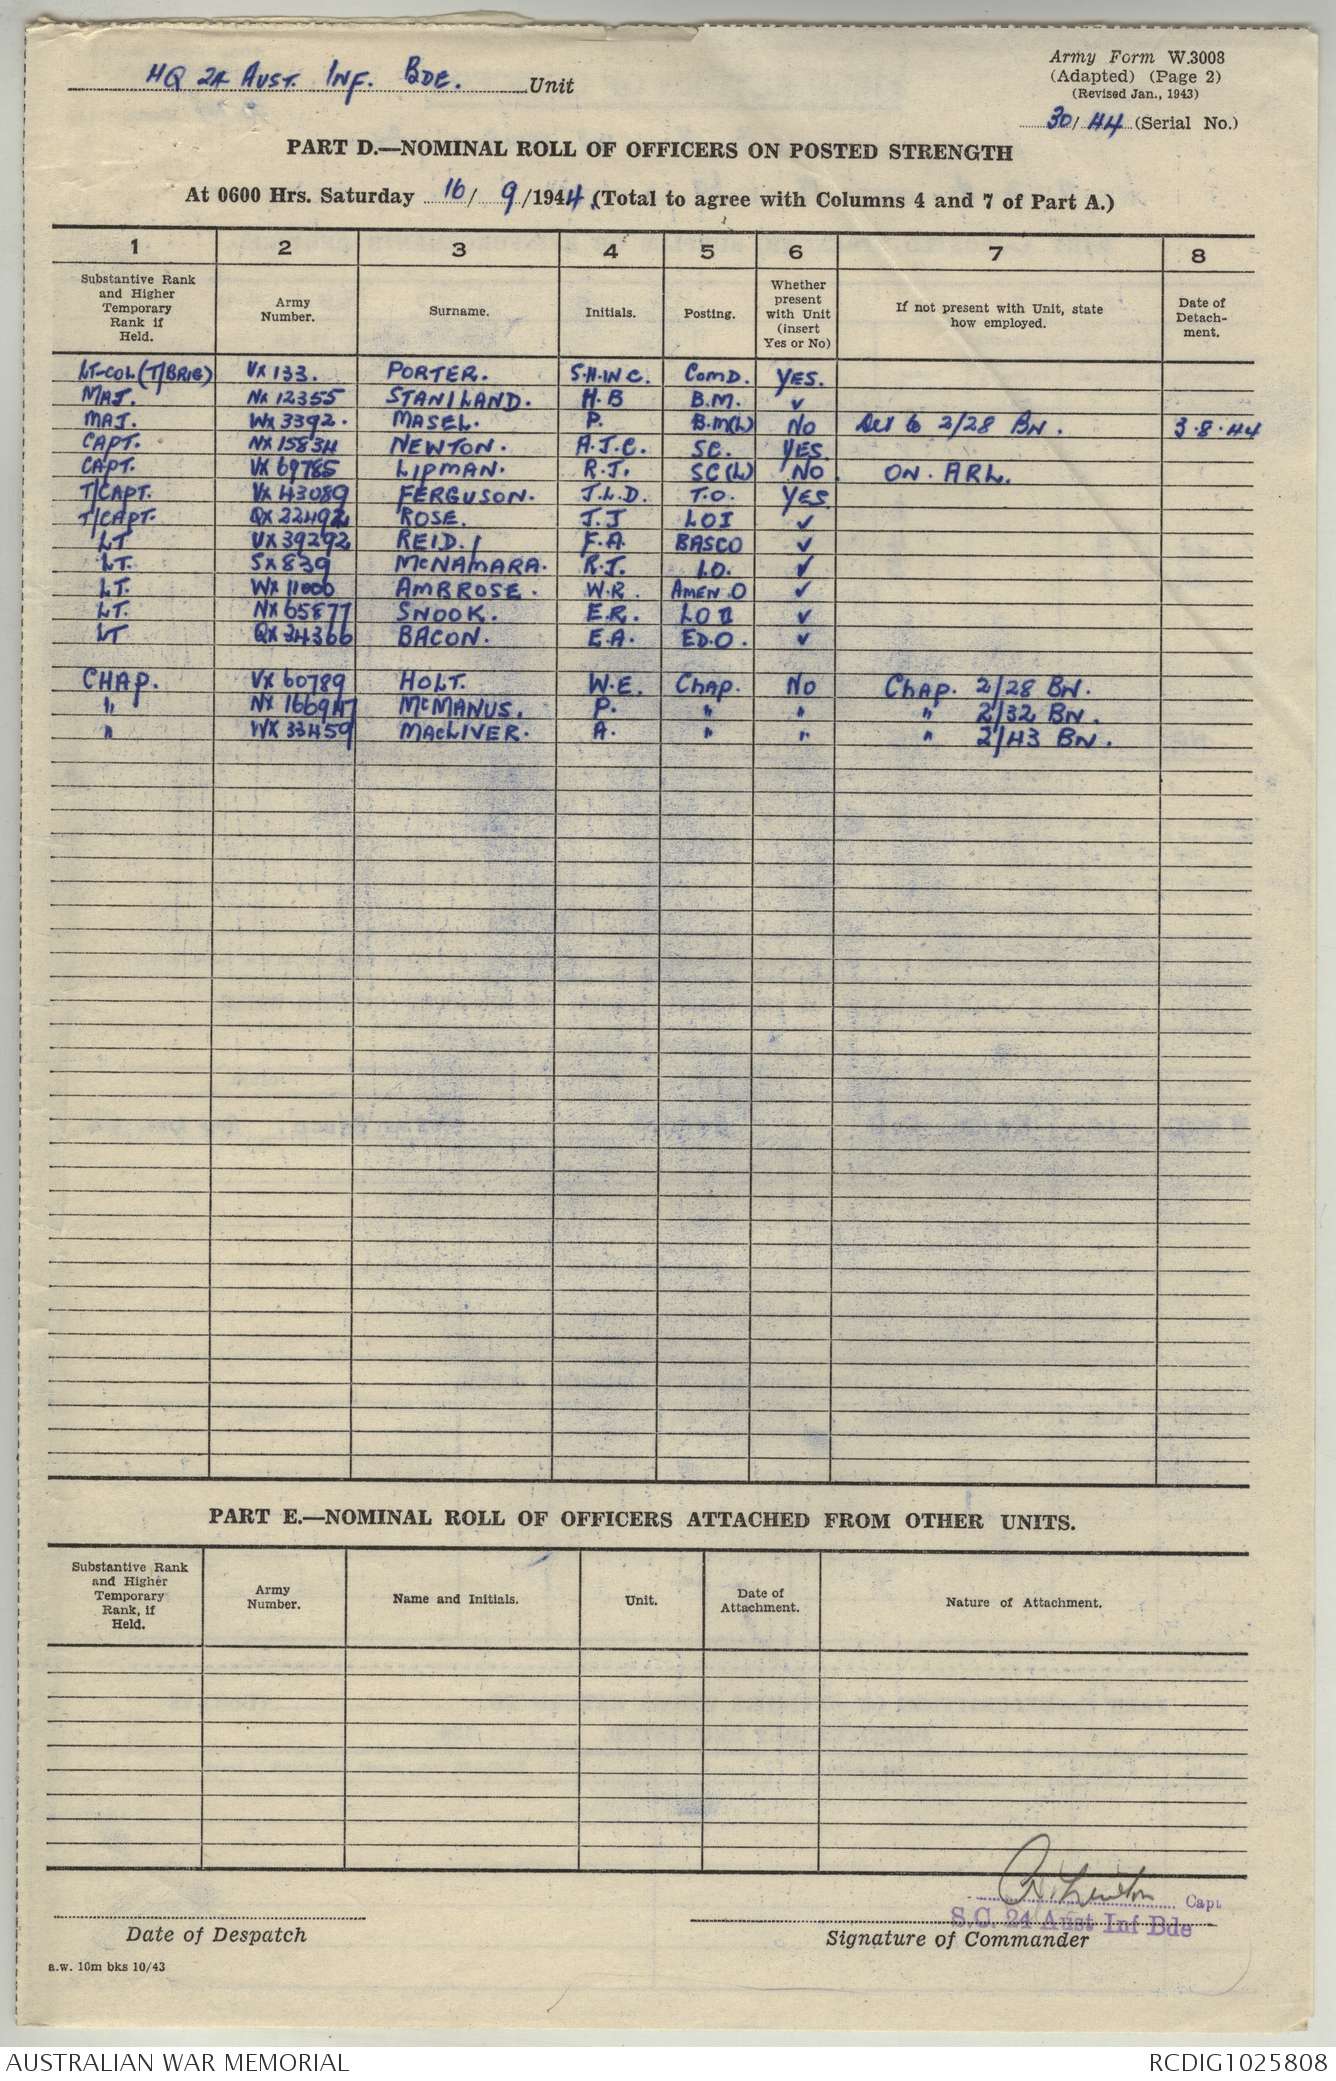 HQ 24 AUST. INF. BDE. Unit
Army Form W.3008
(Adapted) (Page 2)
(Revised Jan., 1943)
30/44 (Serial No.)
PART D.—NOMINAL ROLL OF OFFICERS ON POSTED STRENGTH
At 0600 Hrs. Saturday 16/ 9/1944. (Total to agree with Columns 4 and 7 of Part A.)
1 2 3 4 5 6 7 8
Substantive Rank and Higher Temporary Rank if Held. Army Number. Surname. Initials. Posting. Whether present with Unit (insert Yes or No) If not present with Unit, state how employed. Date of Detachment.
LT-COL (T/BRIG) VX 133. PORTER. S.H.W C. COMD. YES.
MAJ. NX 12355 STANILAND. H.B B.M. ✓
MAJ. WX 3392. MASEL. P. B.M(L) NO Det to 2/28 BN. 3.8.44
CAPT. NX 15834 NEWTON. A.J.C. SC. YES.
CAPT. VX 69785 LIPMAN. R.J. SC (L) NO ON. ARL.
T/CAPT. VX 43089 FERGUSON. J.L.D. T.O. YES
T/CAPT. QX 22492 ROSE. J.J LOI ✓
LT VX 39292 REID. F.A. BASCO ✓
LT. SX 839 McNAMARA. R.J. I.O. ✓
LT. WX 11000 AMBROSE. W.R. AMEN O ✓
LT. NX 65877 SNOOK. E.R. LO II ✓
LT QX 34366 BACON. E.A. ED.O. ✓
CHAP. VX 60789 HOLT. W.E. CHAP. NO CHAP. 2/28 BN.
" NX 166947 McMANUS. P. " " " 2/32 BN.
" WX 33459 MacLIVER. A. " " " 2/43 BN.
PART E.—NOMINAL ROLL OF OFFICERS ATTACHED FROM OTHER UNITS.
Substantive Rank and Higher Temporary Rank, if Held. Army Number. Name and Initials. Unit. Date of Attachment. Nature of Attachment.
Capt
S.C. 24 Aust Inf Bde
Date of Despatch
Signature of Commander
a.w. 10m bks 10/43
AUSTRALIAN WAR MEMORIAL
RCDIG1025808